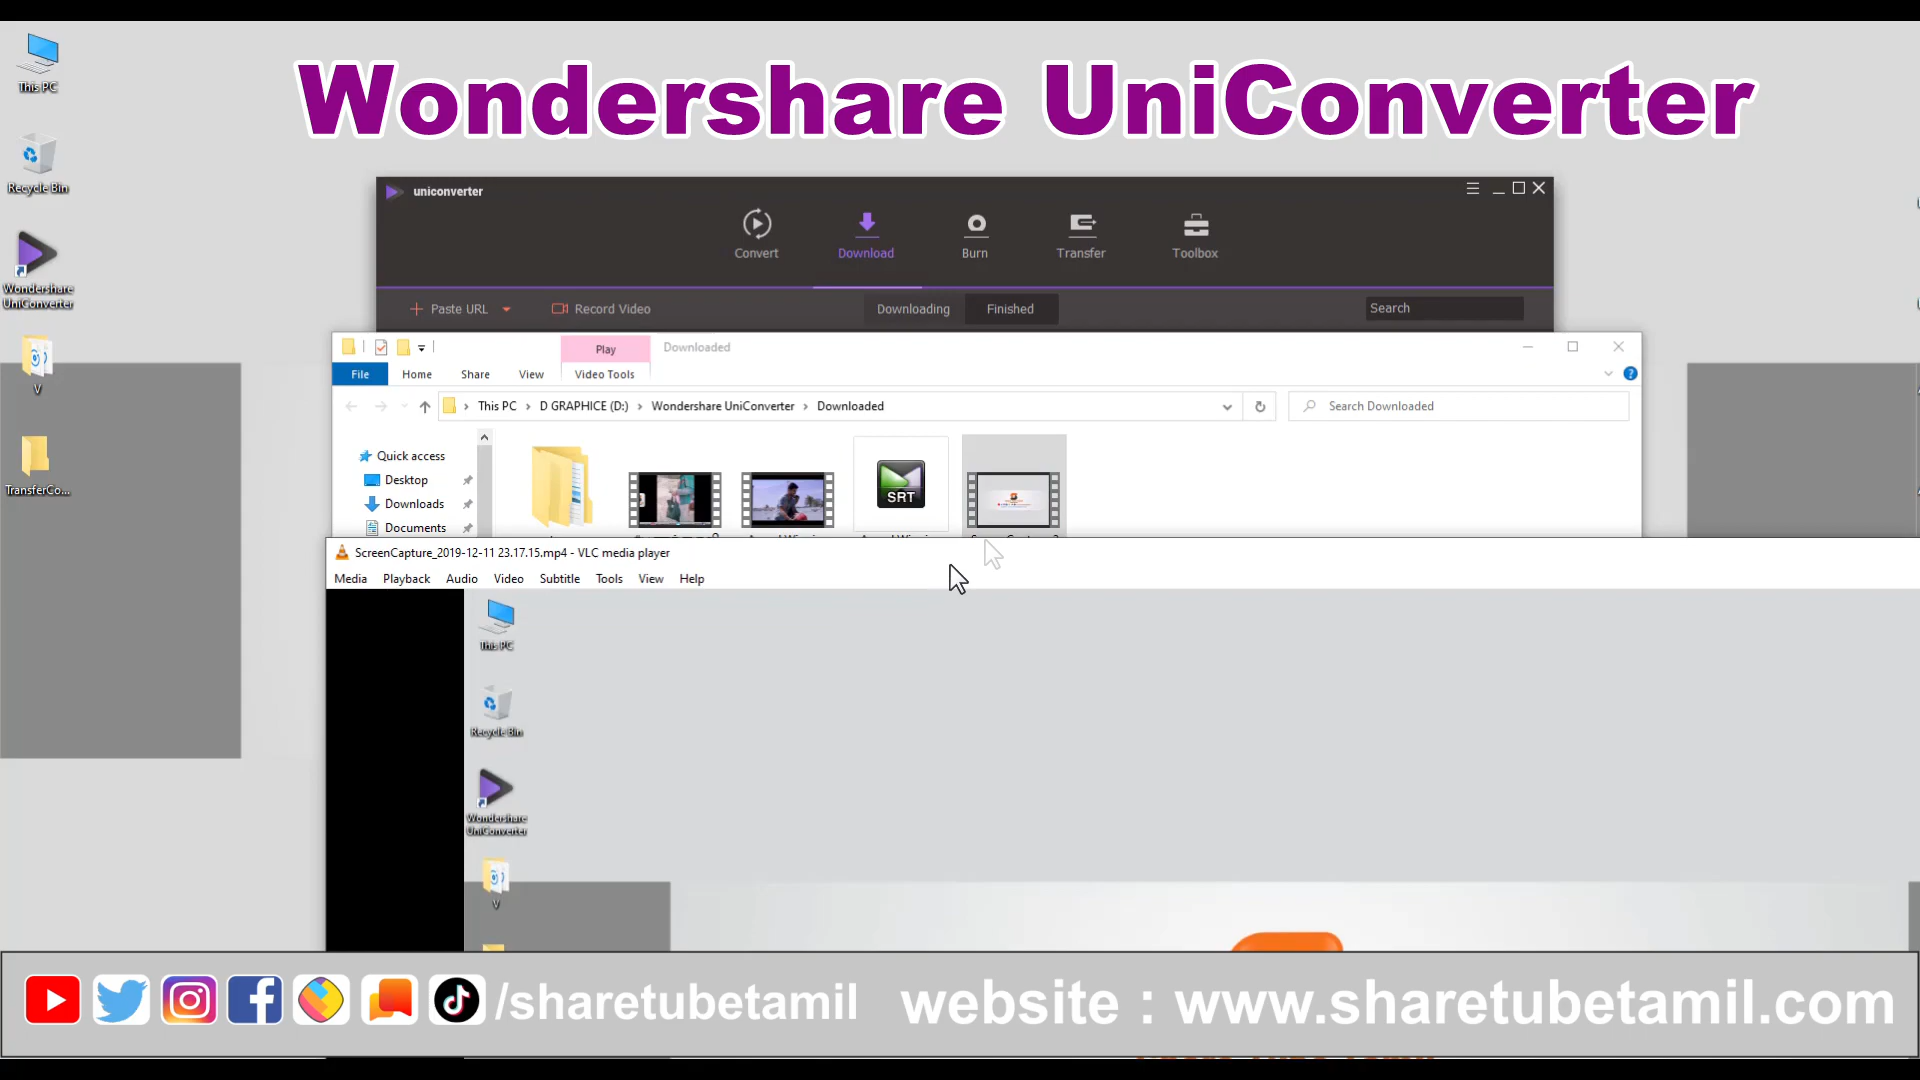 Wondershare UniConverter
This PC
Recycle Bin
Wondershare
UniConverter
V
TransferCo...
uniconverter
Convert
Download
Burn
Transfer
Toolbox
Paste URL
Record Video
Downloading
Finished
Search
Play
Downloaded
File
Home
Share
View
Video Tools
This PC
D GRAPHICE (D:)
Wondershare UniConverter
Downloaded
Search Downloaded
Quick access
Desktop
Downloads
Documents
SRT
ScreenCapture_2019-12-11 23.17.15.mp4 - VLC media player
Media Playback Audio Video Subtitle Tools View Help
This PC
Recycle Bin
Wondershare
UniConverter
V
/sharetubetamil
website : www.sharetubetamil.com